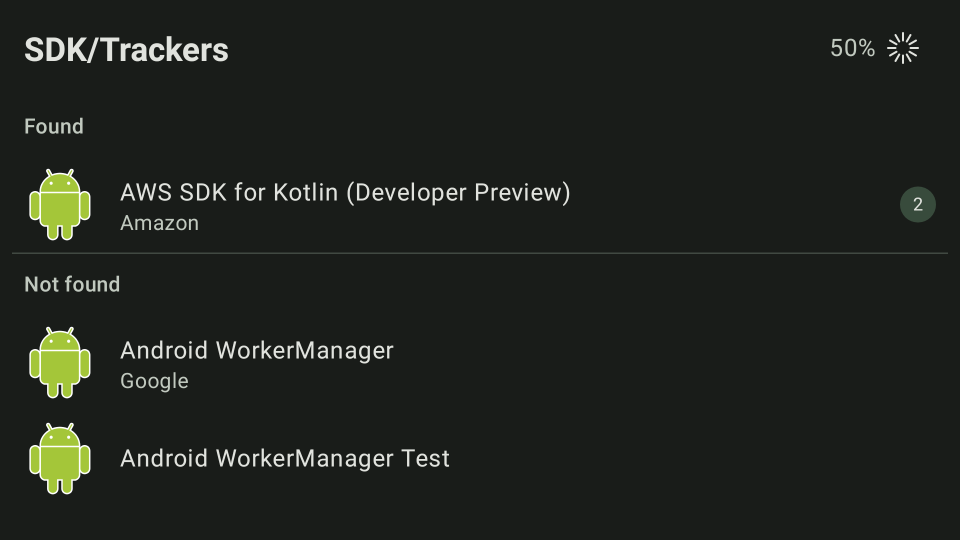 SDK/Trackers
50%
Found
AWS SDK for Kotlin (Developer Preview)
Amazon
2
Not found
Android WorkerManager
Google
Android WorkerManager Test